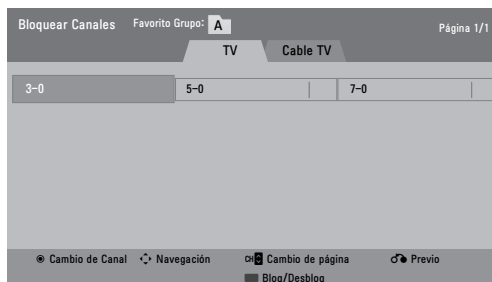 Bloquear Canales Favorito Grupo: A Página 1/1
TV Cable TV
3-0 5-0 7-0
Cambio de Canal Navegación CH Cambio de página Previo
Bloq/Desbloq